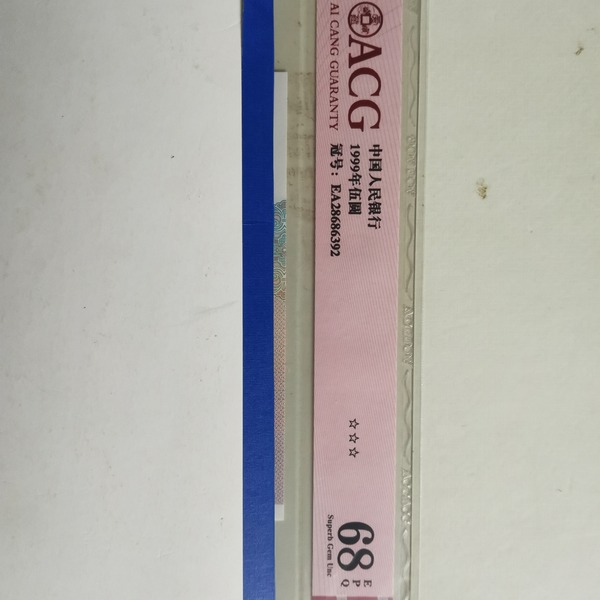 ACG
AI CANG GUARANTY
中国人民银行
1999年伍圆
冠号：EA28686392
☆☆☆
68 EPQ
Superb Gem Unc